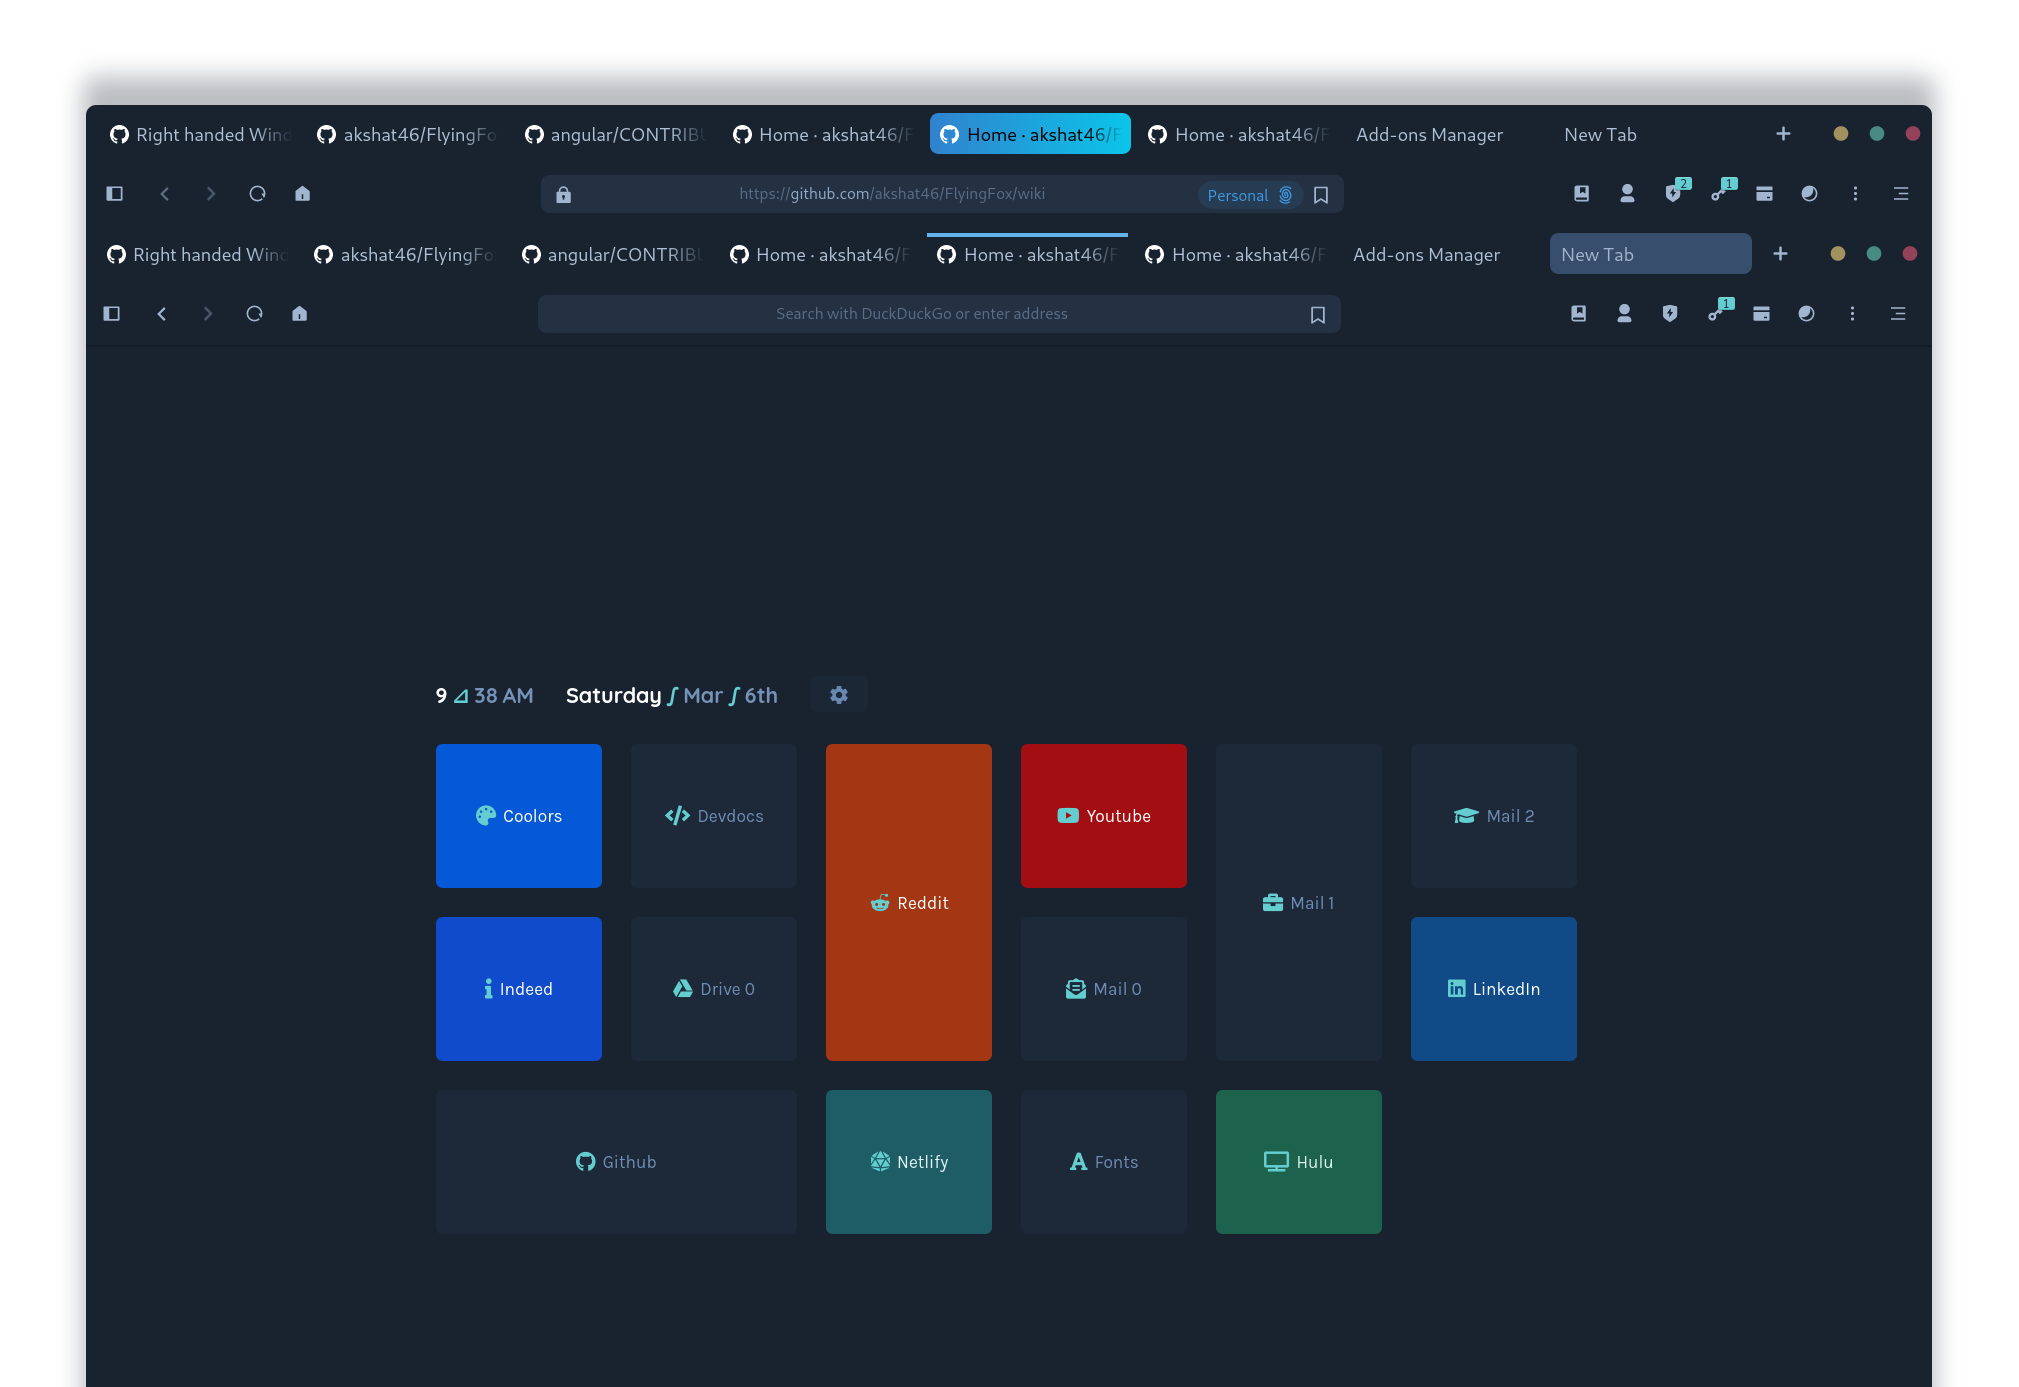 Right handed Wind akshat46/FlyingFo angular/CONTRIBU Home · akshat46/F Home · akshat46/F Home · akshat46/F Add-ons Manager New Tab
https://github.com/akshat46/FlyingFox/wiki Personal 2 1
Right handed Wind akshat46/FlyingFo angular/CONTRIBU Home · akshat46/F Home · akshat46/F Home · akshat46/F Add-ons Manager New Tab
Search with DuckDuckGo or enter address 1
9 38 AM Saturday ∫ Mar ∫ 6th
Coolors Devdocs Youtube Mail 2
Reddit Mail 1
Indeed Drive 0 Mail 0 LinkedIn
Github Netlify Fonts Hulu